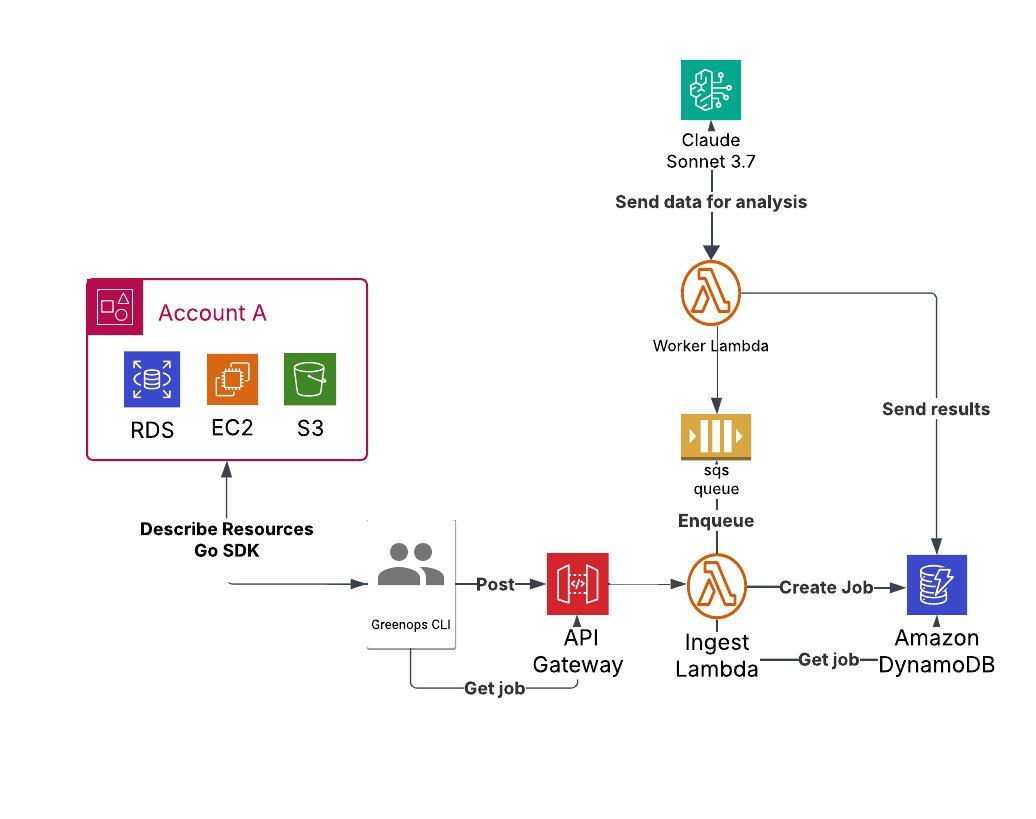 Claude
Sonnet 3.7
Send data for analysis
Account A
Worker Lambda
RDS
EC2
S3
Send results
sqs
queue
Describe Resources
Go SDK
Enqueue
Greenops CLI
Post
Create Job
API
Gateway
Ingest
Lambda
Get job
Amazon
DynamoDB
Get job